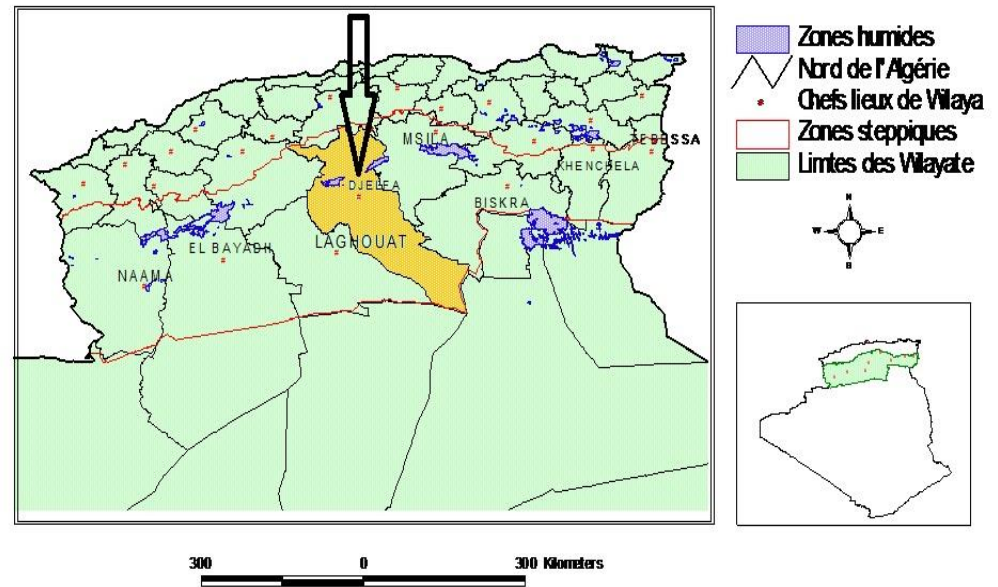 MSILA
TEBESSA
KHENCHELA
DJELFA
BISKRA
LAGHOUAT
EL BAYADH
NAAMA
Zones humides
Nord de l'Algérie
Chefs lieux de Wilaya
Zones steppiques
Limtes des Wilayate
N
W E
S
300 0 300 Kilometers